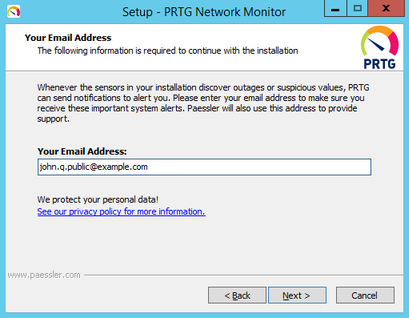 Setup - PRTG Network Monitor
Your Email Address
The following information is required to continue with the installation
PRTG
Whenever the sensors in your installation discover outages or suspicious values, PRTG
can send notifications to alert you. Please enter your email address to make sure you
receive these important system alerts. Paessler will also use this address to provide
support.
Your Email Address:
john.q.public@example.com
We protect your personal data!
See our privacy policy for more information.
www.paessler.com
< Back
Next >
Cancel